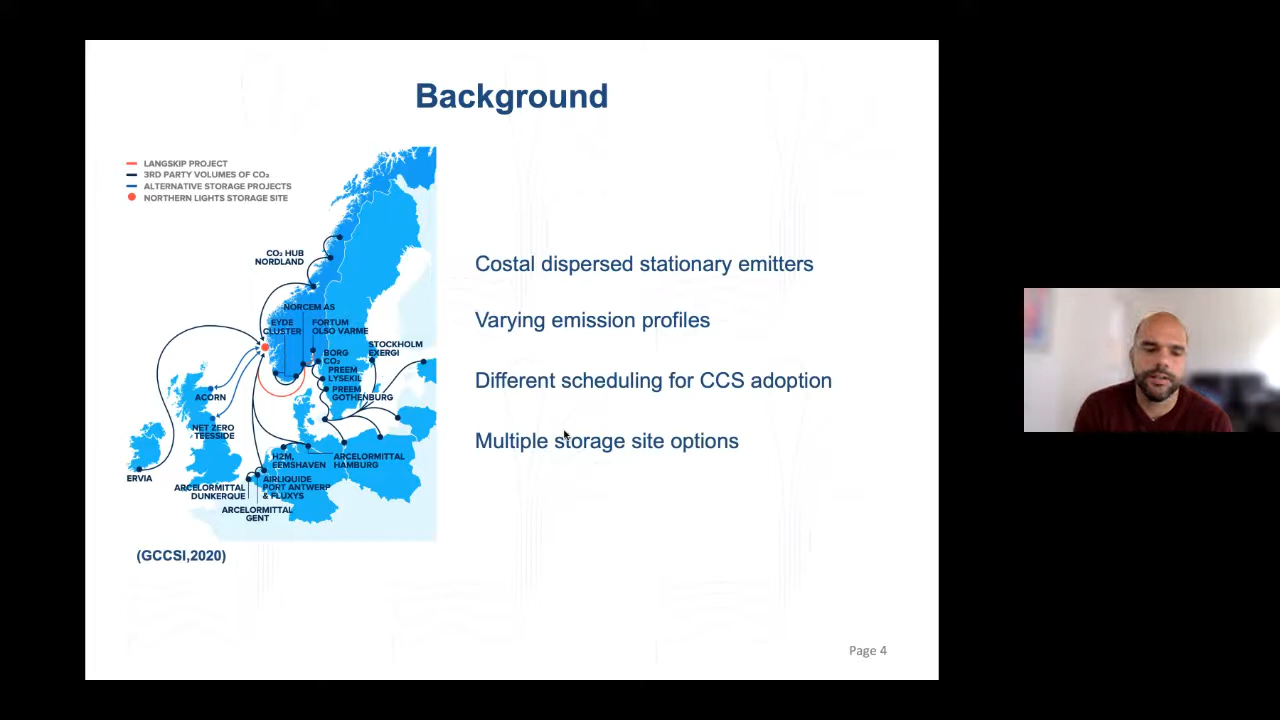 Background
LANGSKIP PROJECT
3RD PARTY VOLUMES OF CO₂
ALTERNATIVE STORAGE PROJECTS
NORTHERN LIGHTS STORAGE SITE
CO₂ HUB
NORDLAND
NORCEM AS
EYDE
CLUSTER
FORTUM
OLSO VARME
BORG
CO₂
PREEM
LYSEKIL
PREEM
GOTHENBURG
STOCKHOLM
EXERGI
ACORN
NET ZERO
TEESSIDE
ERVIA
H2M,
EEMSHAVEN
ARCELORMITTAL
HAMBURG
ARCELORMITTAL
DUNKERQUE
AIRLIQUIDE
PORT ANTWERP
& FLUXYS
ARCELORMITTAL
GENT
(GCCSI,2020)
Costal dispersed stationary emitters
Varying emission profiles
Different scheduling for CCS adoption
Multiple storage site options
Page 4